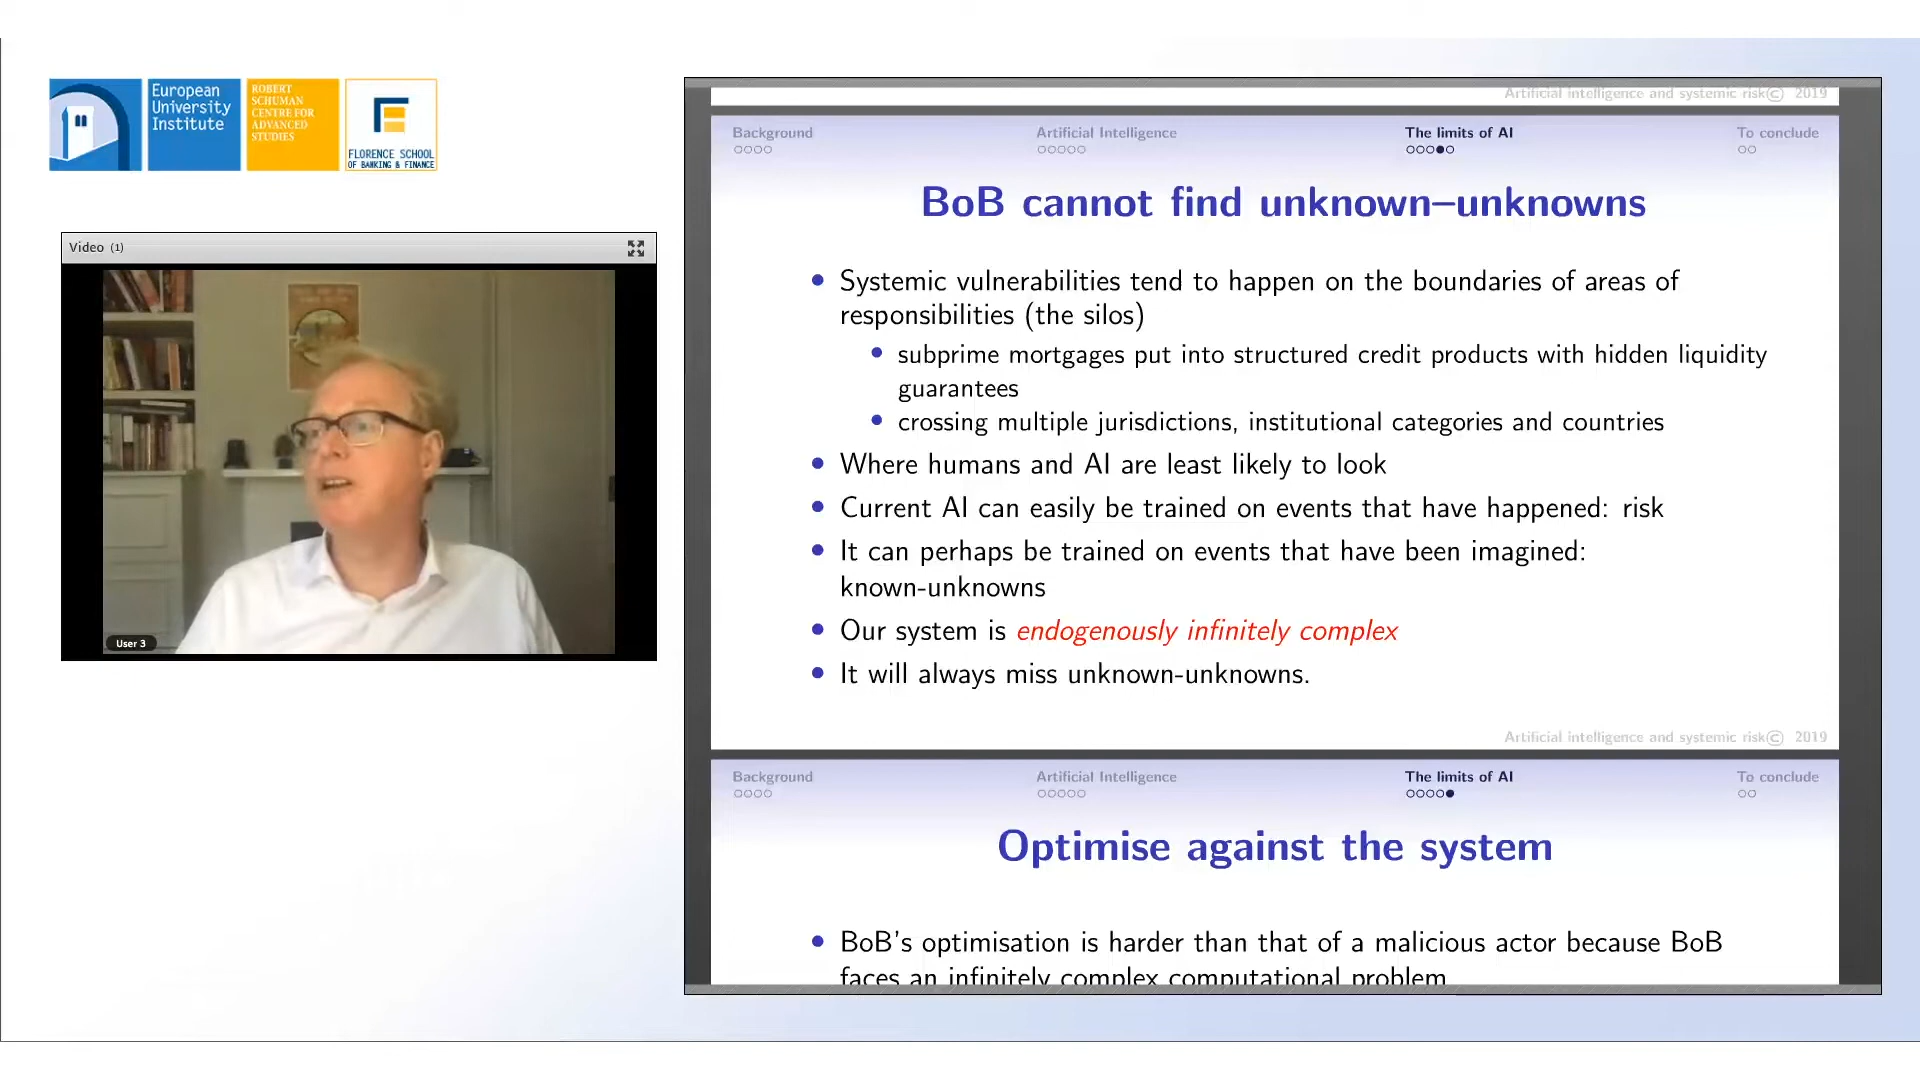 European
University
Institute
ROBERT
SCHUMAN
CENTRE FOR
ADVANCED
STUDIES
FLORENCE SCHOOL
OF BANKING & FINANCE
Video (1)
User 3
Artificial intelligence and systemic risk© 2019
Background
Artificial Intelligence
The limits of AI
To conclude
BoB cannot find unknown–unknowns
• Systemic vulnerabilities tend to happen on the boundaries of areas of
responsibilities (the silos)
• subprime mortgages put into structured credit products with hidden liquidity
guarantees
• crossing multiple jurisdictions, institutional categories and countries
• Where humans and AI are least likely to look
• Current AI can easily be trained on events that have happened: risk
• It can perhaps be trained on events that have been imagined:
known-unknowns
• Our system is endogenously infinitely complex
• It will always miss unknown-unknowns.
Artificial intelligence and systemic risk© 2019
Background
Artificial Intelligence
The limits of AI
To conclude
Optimise against the system
• BoB's optimisation is harder than that of a malicious actor because BoB
faces an infinitely complex computational problem